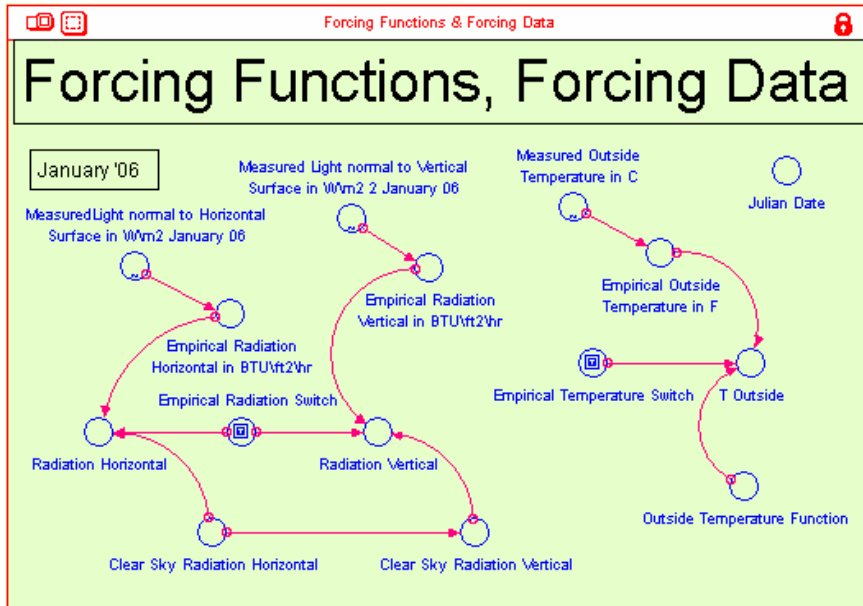 Forcing Functions & Forcing Data
Forcing Functions, Forcing Data
January '06
Measured Light normal to Vertical
Surface in W\m2 2 January 06
Measured Outside
Temperature in C
Julian Date
MeasuredLight normal to Horizontal
Surface in W\m2 January 06
Empirical Radiation
Vertical in BTU\ft2\hr
Empirical Outside
Temperature in F
Empirical Radiation
Horizontal in BTU\ft2\hr
Empirical Radiation Switch
Empirical Temperature Switch
T Outside
Radiation Horizontal
Radiation Vertical
Outside Temperature Function
Clear Sky Radiation Horizontal
Clear Sky Radiation Vertical